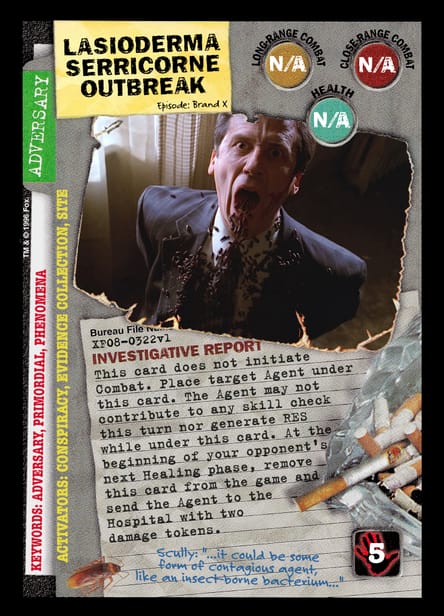 LASIODERMA
SERRICORNE
OUTBREAK
Episode: Brand X
LONG-RANGE COMBAT
N/A
CLOSE-RANGE COMBAT
N/A
HEALTH
N/A
ADVERSARY
TM & © 1996 Fox.
KEYWORDS: ADVERSARY, PRIMORDIAL, PHENOMENA
ACTIVATORS: CONSPIRACY, EVIDENCE COLLECTION, SITE
Bureau File
XF08-0322v1
INVESTIGATIVE REPORT
This card does not initiate
Combat. Place target Agent under
this card. The Agent may not
contribute to any skill check
this turn nor generate RES
while under this card. At the
beginning of your opponent's
next Healing phase, remove
this card from the game and
send the Agent to the
Hospital with two
damage tokens.
5
Scully: "...it could be some
form of contagious agent,
like an insect-borne bacterium..."